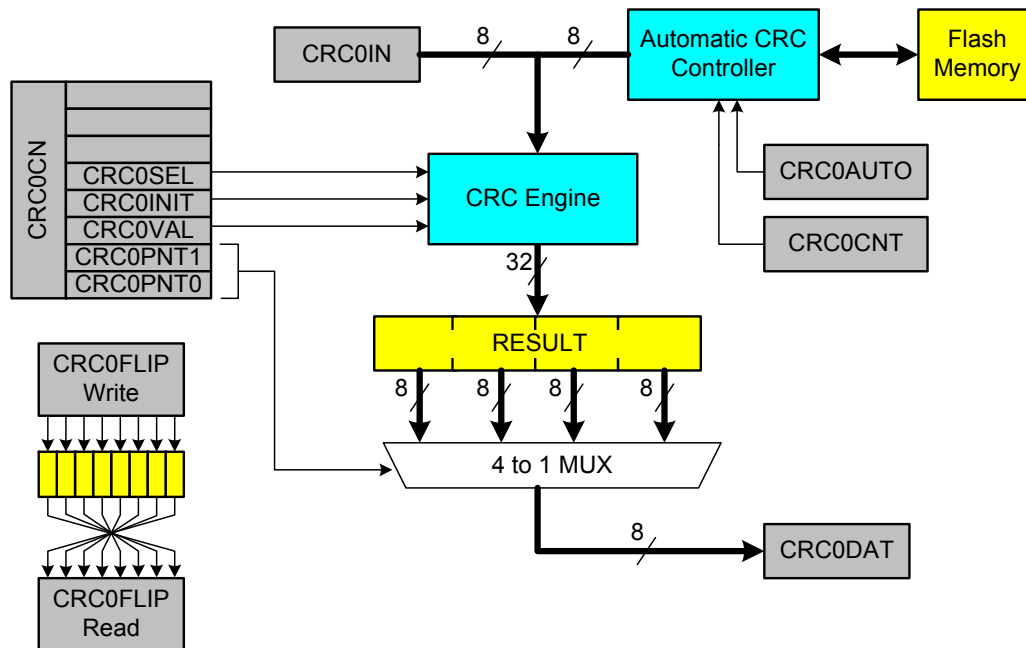 CRC0IN
8
8
Automatic CRC
Controller
Flash
Memory
CRC0CN
CRC0SEL
CRC0INIT
CRC0VAL
CRC0PNT1
CRC0PNT0
CRC Engine
CRC0AUTO
CRC0CNT
32
RESULT
8
8
8
8
4 to 1 MUX
8
CRC0DAT
CRC0FLIP
Write
CRC0FLIP
Read